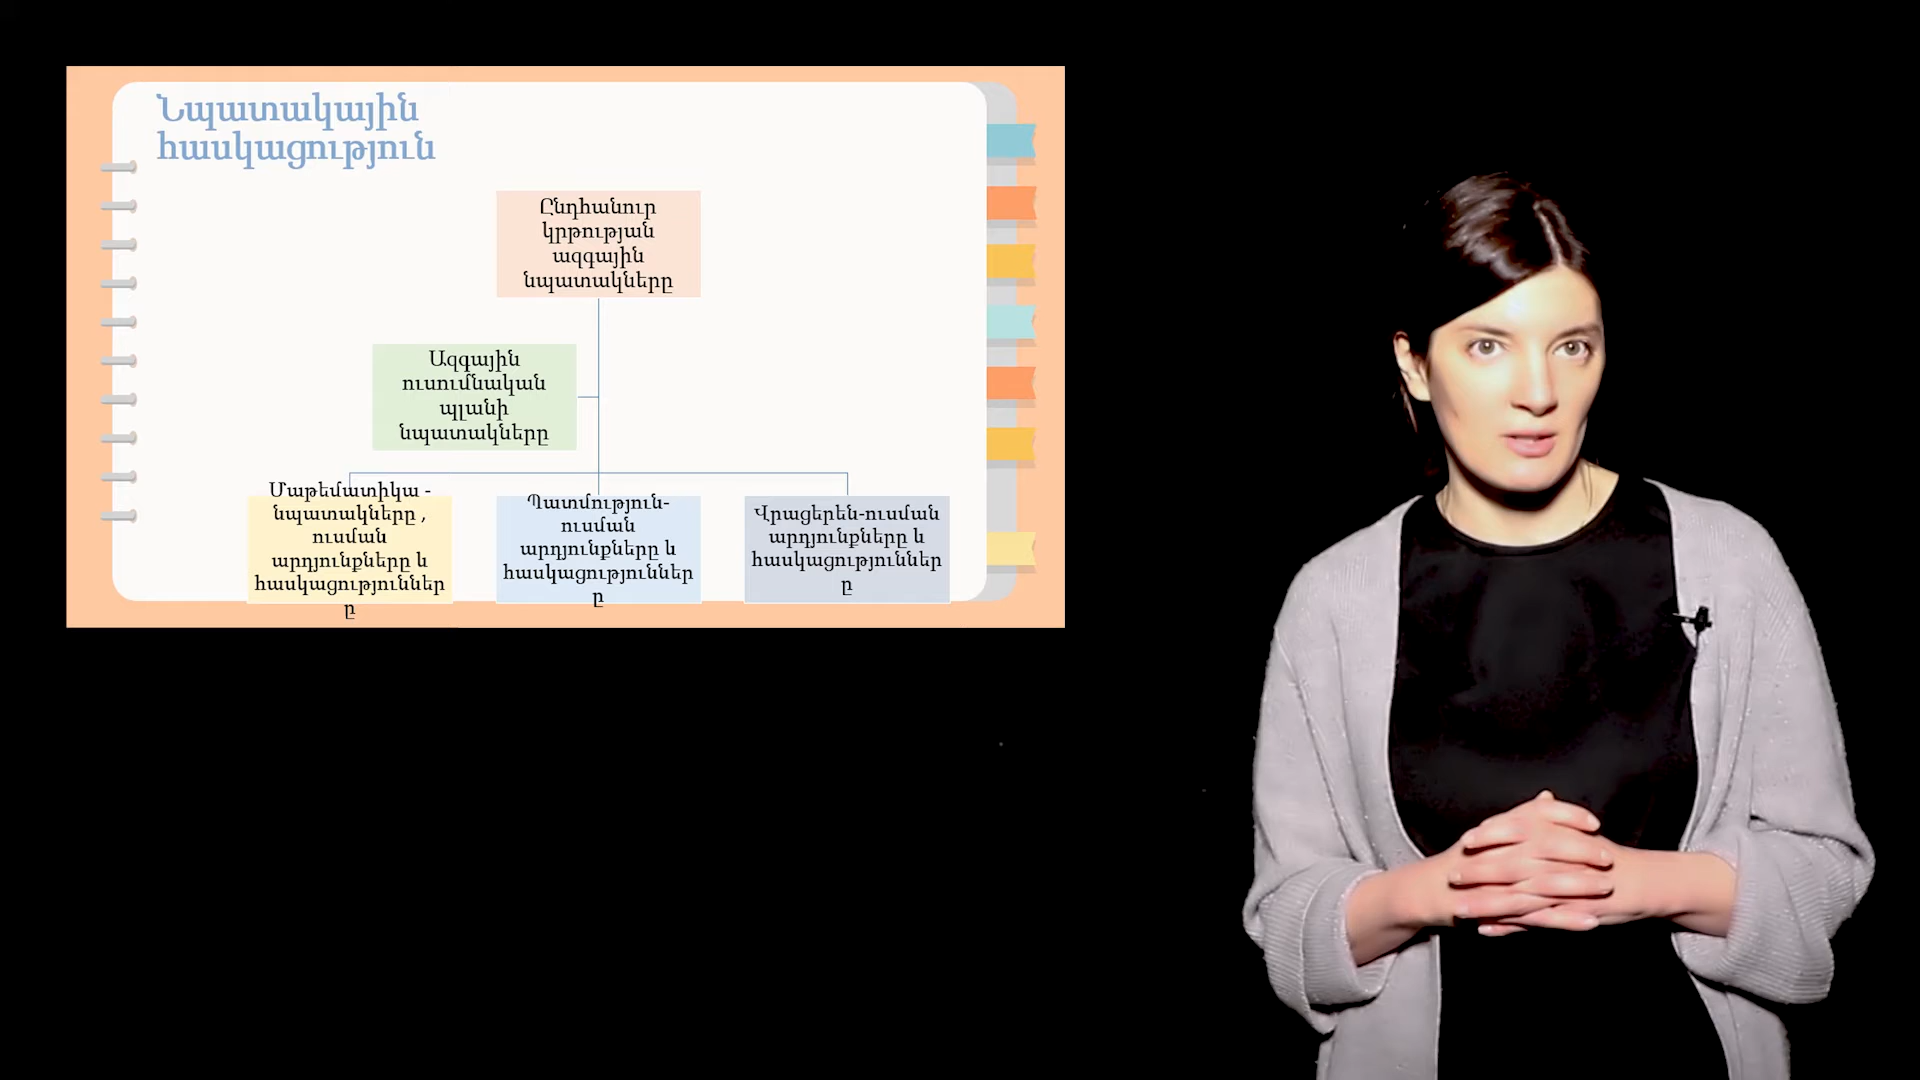 Նպատակային
հասկացություն
Ընդհանուր
կրթության
ազգային
նպատակները
Ազգային
ուսումնական
պլանի
նպատակները
Մաթեմատիկա -
նպատակները ,
ուսման
արդյունքները և
հասկացություններ
ը
Պատմություն-
ուսման
արդյունքները և
հասկացություններ
ը
Վրացերեն-ուսման
արդյունքները և
հասկացություններ
ը